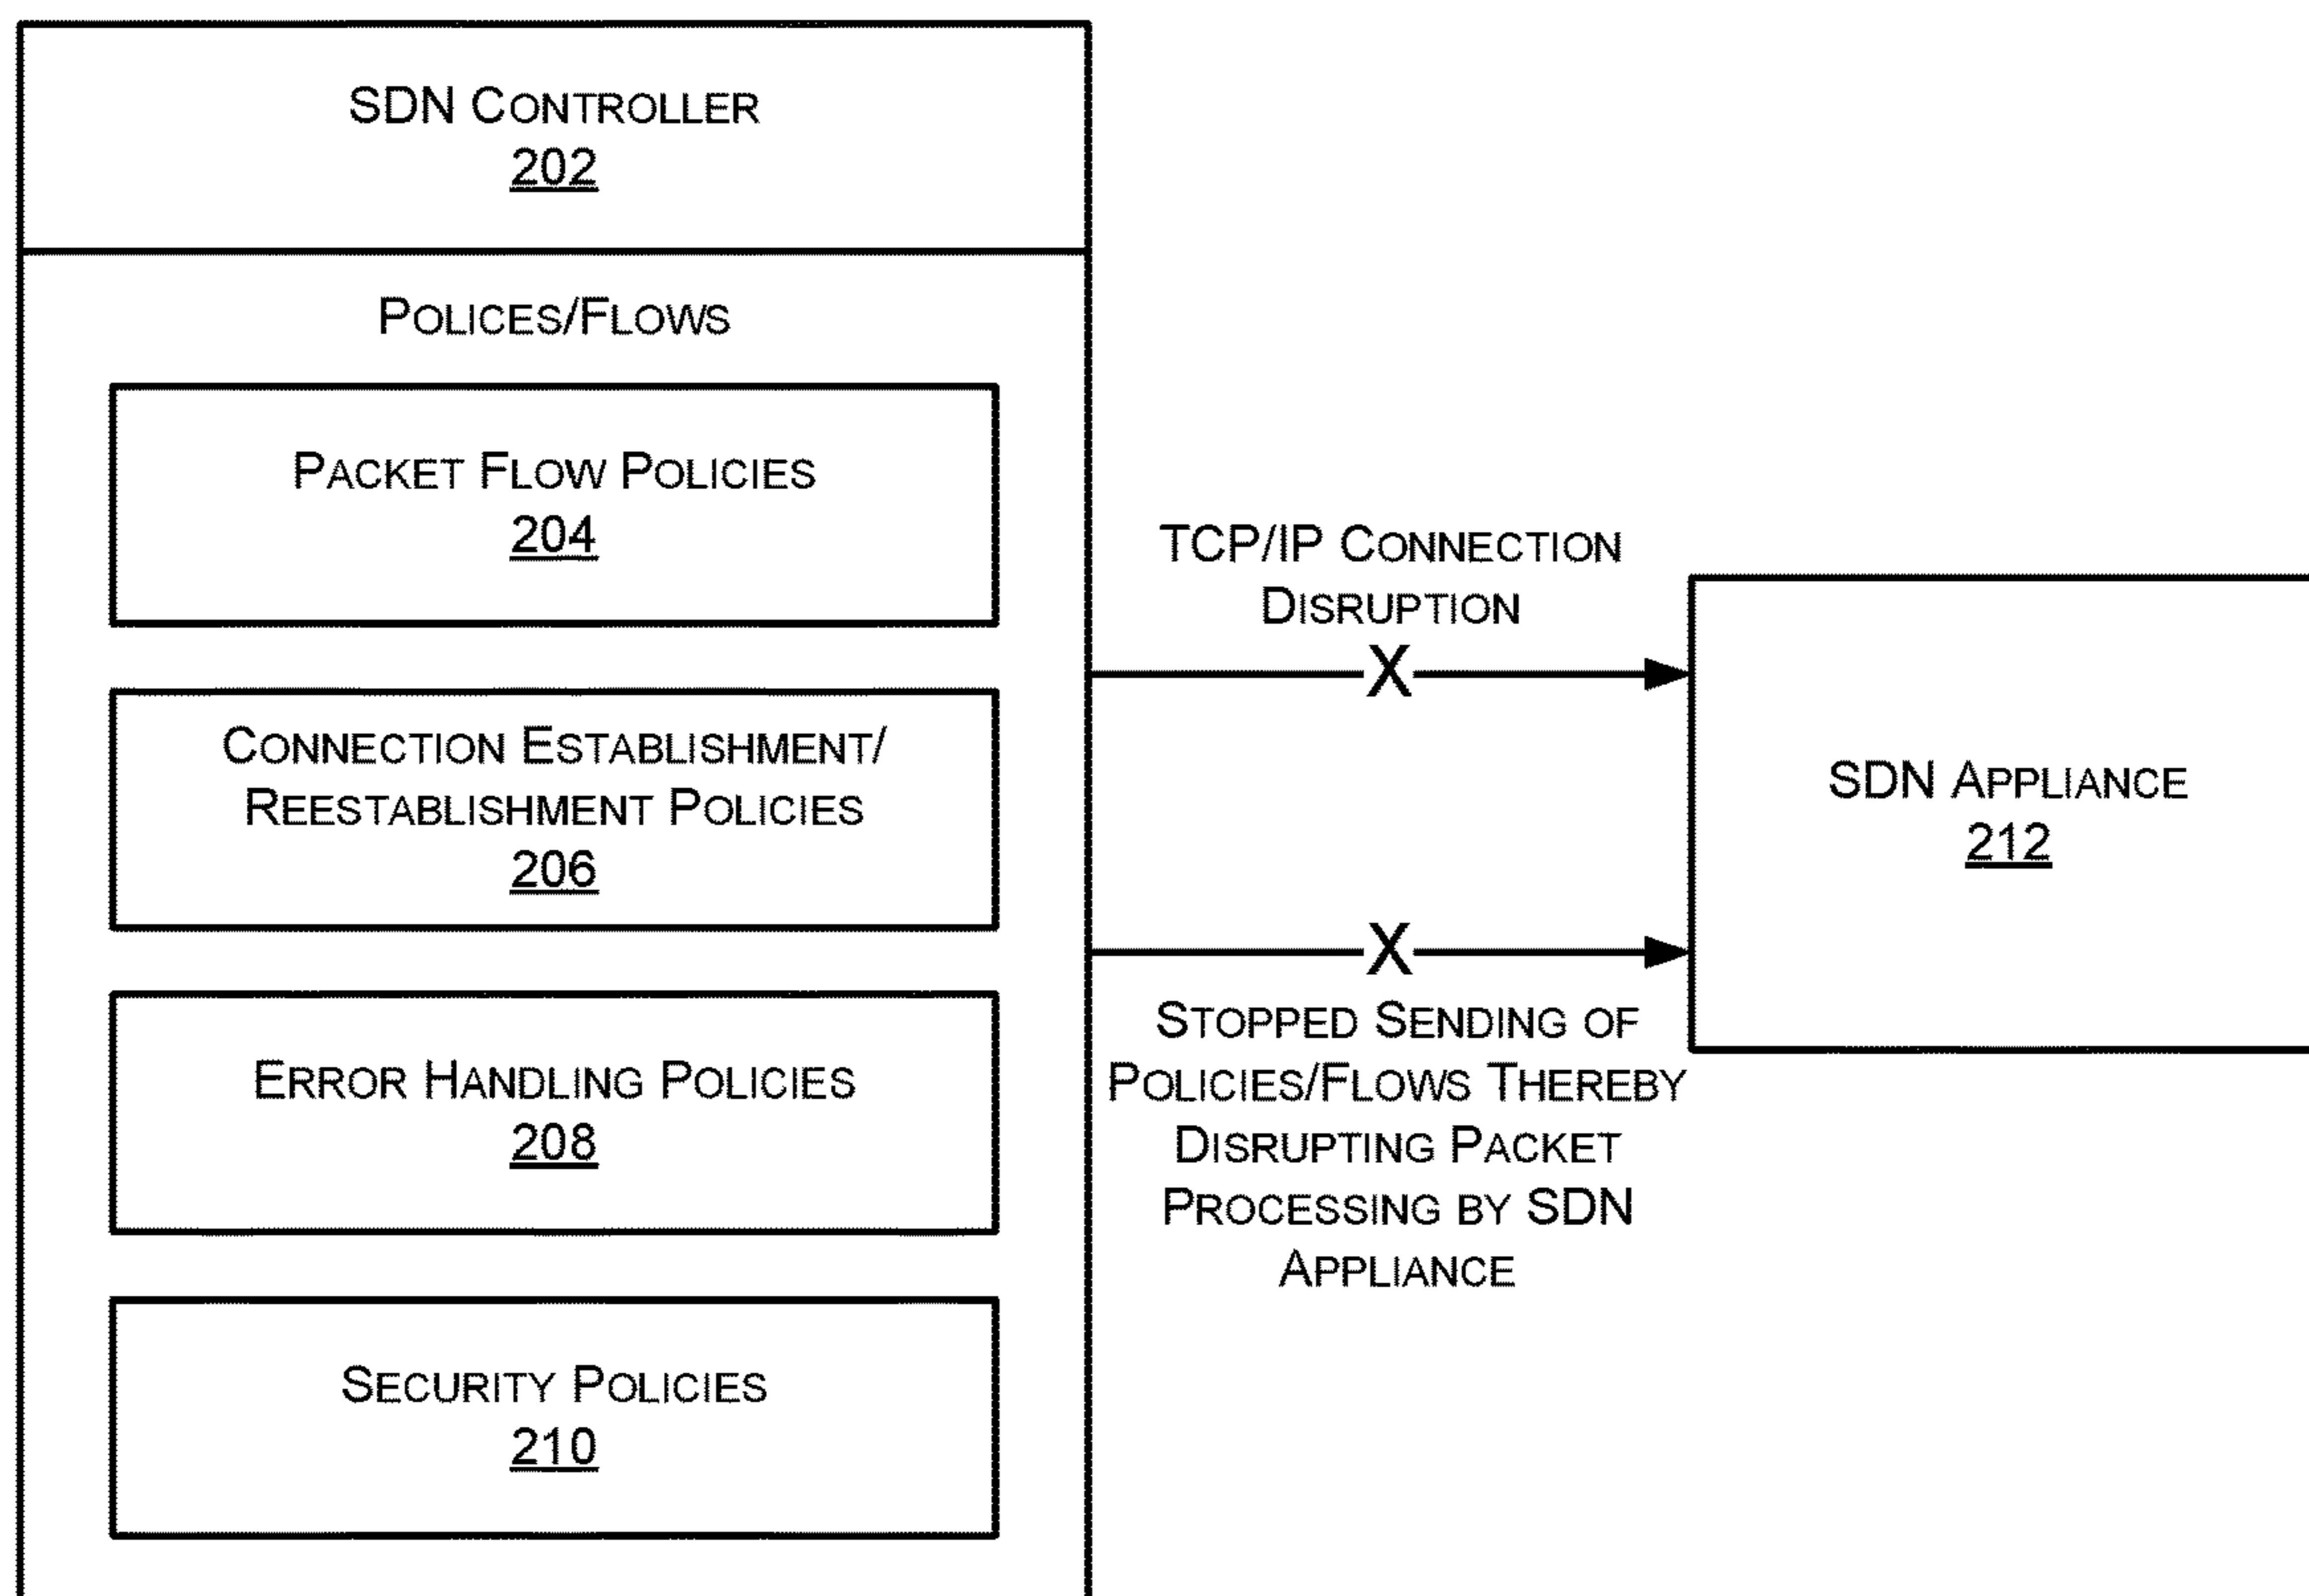 SDN CONTROLLER
202
POLICES/FLOWS
PACKET FLOW POLICIES
204
CONNECTION ESTABLISHMENT/
REESTABLISHMENT POLICIES
206
ERROR HANDLING POLICIES
208
SECURITY POLICIES
210
TCP/IP CONNECTION
DISRUPTION
X
X
STOPPED SENDING OF
POLICIES/FLOWS THEREBY
DISRUPTING PACKET
PROCESSING BY SDN
APPLIANCE
SDN APPLIANCE
212